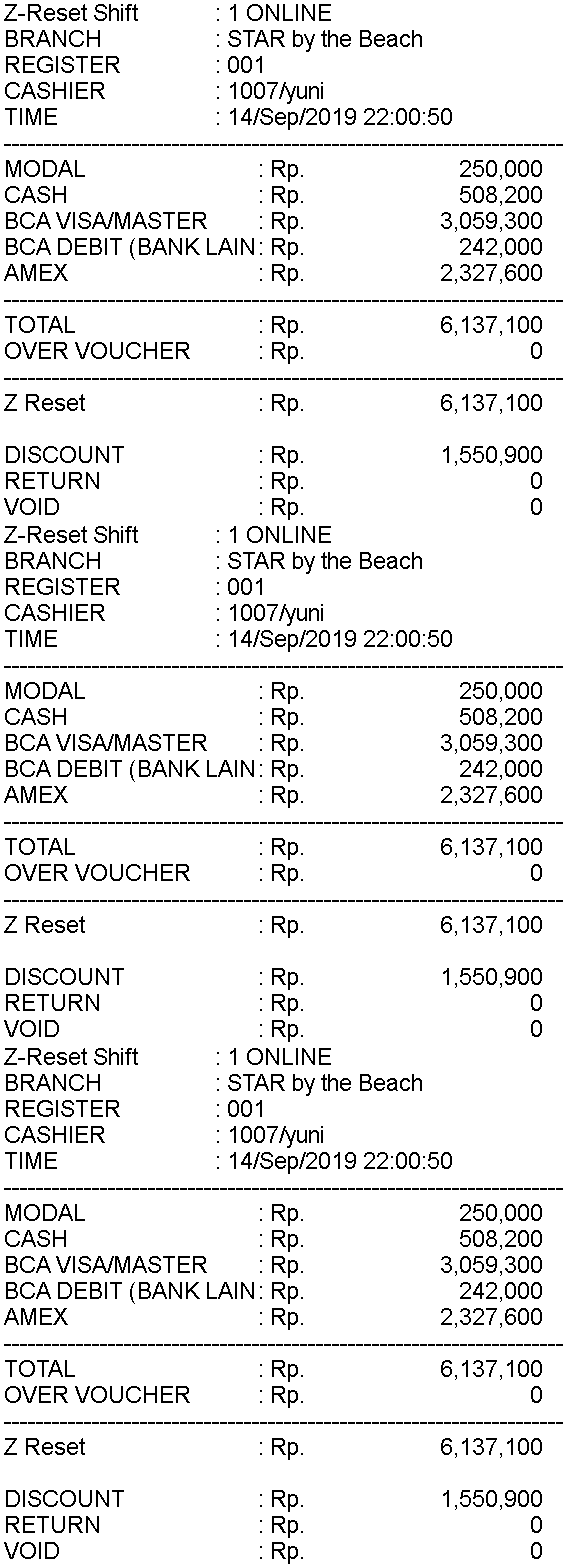 Z-Reset Shift : 1 ONLINE
BRANCH : STAR by the Beach
REGISTER : 001
CASHIER : 1007/yuni
TIME : 14/Sep/2019 22:00:50
----------------------------------------------------------------------
MODAL : Rp. 250,000
CASH : Rp. 508,200
BCA VISA/MASTER : Rp. 3,059,300
BCA DEBIT (BANK LAIN : Rp. 242,000
AMEX : Rp. 2,327,600
----------------------------------------------------------------------
TOTAL : Rp. 6,137,100
OVER VOUCHER : Rp. 0
----------------------------------------------------------------------
Z Reset : Rp. 6,137,100
DISCOUNT : Rp. 1,550,900
RETURN : Rp. 0
VOID : Rp. 0
Z-Reset Shift : 1 ONLINE
BRANCH : STAR by the Beach
REGISTER : 001
CASHIER : 1007/yuni
TIME : 14/Sep/2019 22:00:50
----------------------------------------------------------------------
MODAL : Rp. 250,000
CASH : Rp. 508,200
BCA VISA/MASTER : Rp. 3,059,300
BCA DEBIT (BANK LAIN : Rp. 242,000
AMEX : Rp. 2,327,600
----------------------------------------------------------------------
TOTAL : Rp. 6,137,100
OVER VOUCHER : Rp. 0
----------------------------------------------------------------------
Z Reset : Rp. 6,137,100
DISCOUNT : Rp. 1,550,900
RETURN : Rp. 0
VOID : Rp. 0
Z-Reset Shift : 1 ONLINE
BRANCH : STAR by the Beach
REGISTER : 001
CASHIER : 1007/yuni
TIME : 14/Sep/2019 22:00:50
----------------------------------------------------------------------
MODAL : Rp. 250,000
CASH : Rp. 508,200
BCA VISA/MASTER : Rp. 3,059,300
BCA DEBIT (BANK LAIN : Rp. 242,000
AMEX : Rp. 2,327,600
----------------------------------------------------------------------
TOTAL : Rp. 6,137,100
OVER VOUCHER : Rp. 0
----------------------------------------------------------------------
Z Reset : Rp. 6,137,100
DISCOUNT : Rp. 1,550,900
RETURN : Rp. 0
VOID : Rp. 0